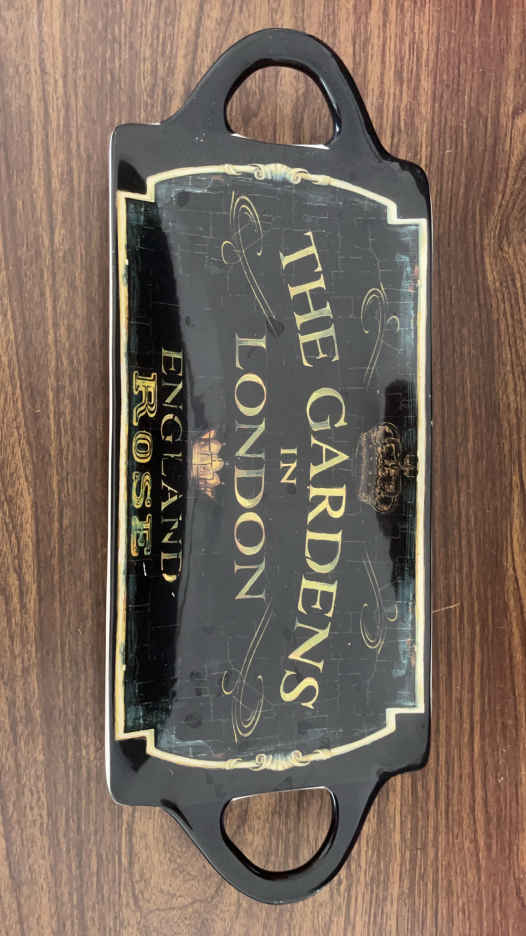 THE GARDENS
IN
LONDON
ENGLAND
ROSE